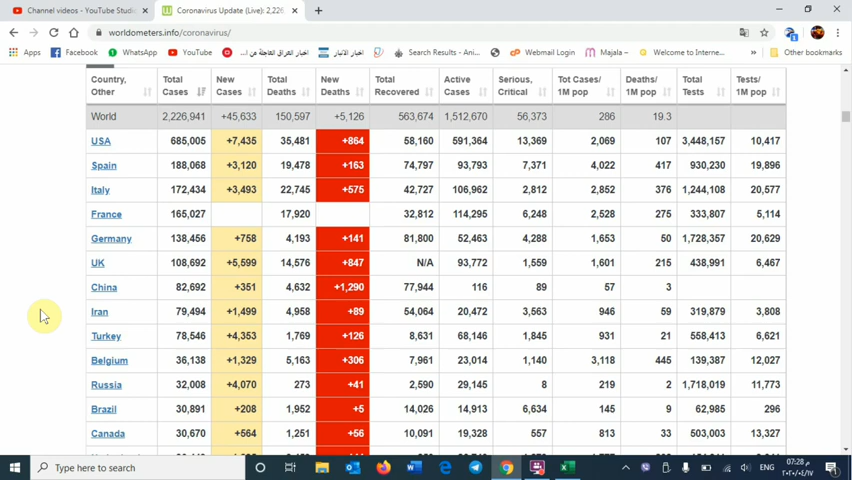 Channel videos - YouTube Studio
Coronavirus Update (Live): 2,226
worldometers.info/coronavirus/
Apps Facebook WhatsApp YouTube اخبار العراق العاجلة من اخبار الانبار Search Results - Ani... Webmail Login Majala – Welcome to Interne... Other bookmarks
Country, Other Total Cases New Cases Total Deaths New Deaths Total Recovered Active Cases Serious, Critical Tot Cases/ 1M pop Deaths/ 1M pop Total Tests Tests/ 1M pop
World 2,226,941 +45,633 150,597 +5,126 563,674 1,512,670 56,373 286 19.3
USA 685,005 +7,435 35,481 +864 58,160 591,364 13,369 2,069 107 3,448,157 10,417
Spain 188,068 +3,120 19,478 +163 74,797 93,793 7,371 4,022 417 930,230 19,896
Italy 172,434 +3,493 22,745 +575 42,727 106,962 2,812 2,852 376 1,244,108 20,577
France 165,027 17,920 32,812 114,295 6,248 2,528 275 333,807 5,114
Germany 138,456 +758 4,193 +141 81,800 52,463 4,288 1,653 50 1,728,357 20,629
UK 108,692 +5,599 14,576 +847 N/A 93,772 1,559 1,601 215 438,991 6,467
China 82,692 +351 4,632 +1,290 77,944 116 89 57 3
Iran 79,494 +1,499 4,958 +89 54,064 20,472 3,563 946 59 319,879 3,808
Turkey 78,546 +4,353 1,769 +126 8,631 68,146 1,845 931 21 558,413 6,621
Belgium 36,138 +1,329 5,163 +306 7,961 23,014 1,140 3,118 445 139,387 12,027
Russia 32,008 +4,070 273 +41 2,590 29,145 8 219 2 1,718,019 11,773
Brazil 30,891 +208 1,952 +5 14,026 14,913 6,634 145 9 62,985 296
Canada 30,670 +564 1,251 +56 10,091 19,328 557 813 33 503,003 13,327
Type here to search
ENG
07:28 م
٢٠٢٠/٠٤/١٧